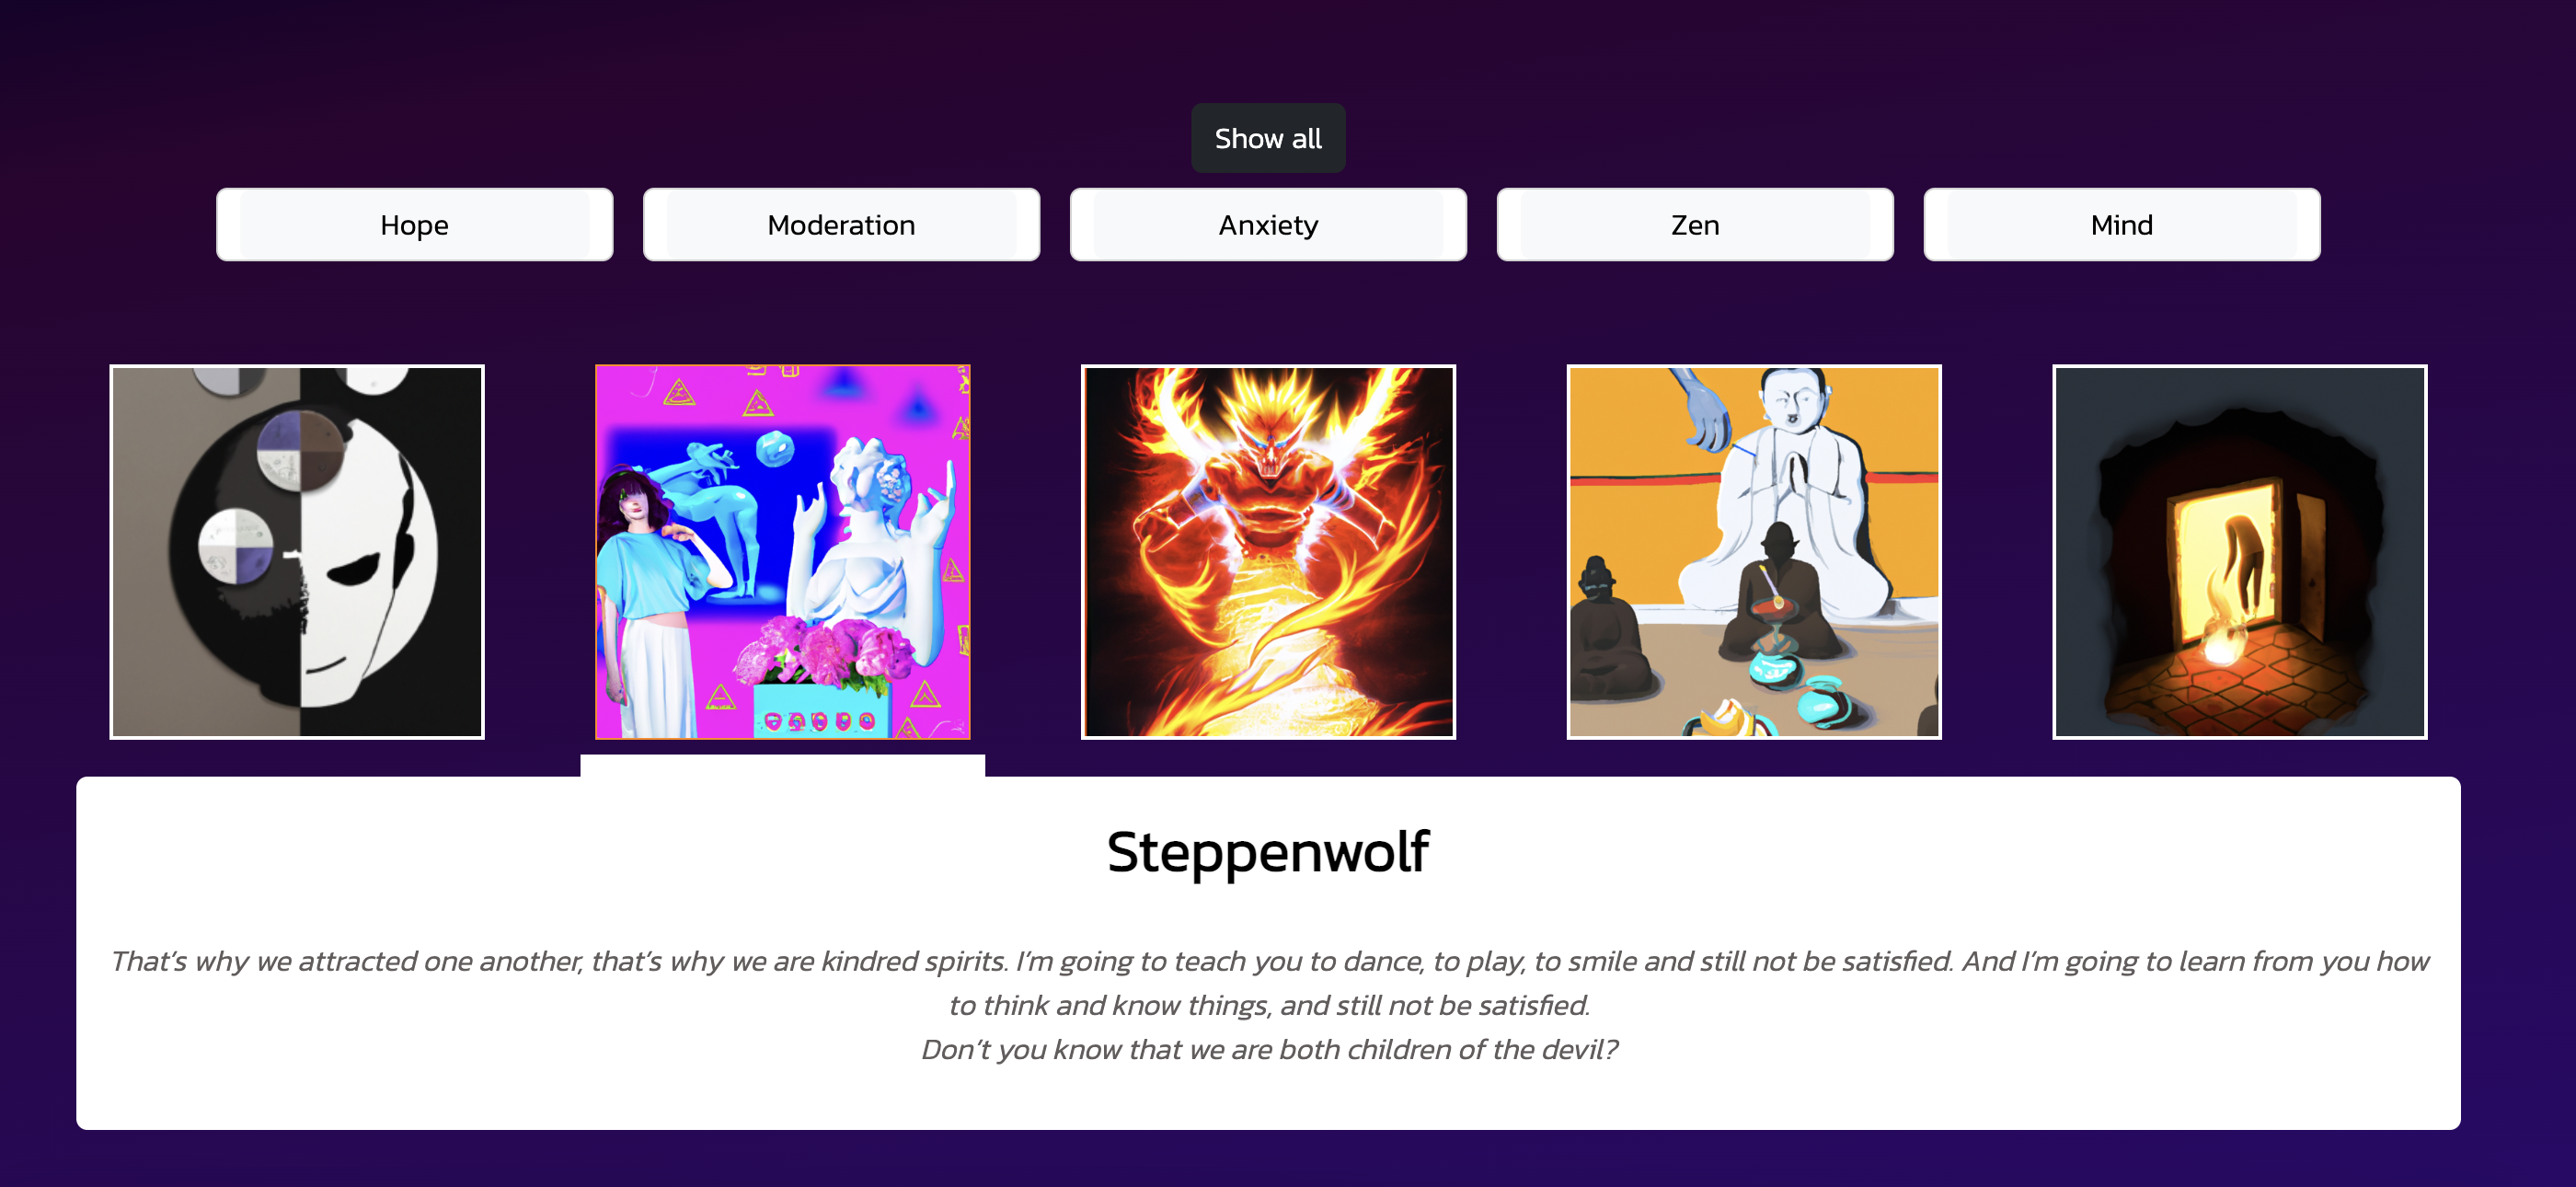 Show all
Hope
Moderation
Anxiety
Zen
Mind
Steppenwolf
That’s why we attracted one another, that’s why we are kindred spirits. I’m going to teach you to dance, to play, to smile and still not be satisfied. And I’m going to learn from you how
to think and know things, and still not be satisfied.
Don’t you know that we are both children of the devil?